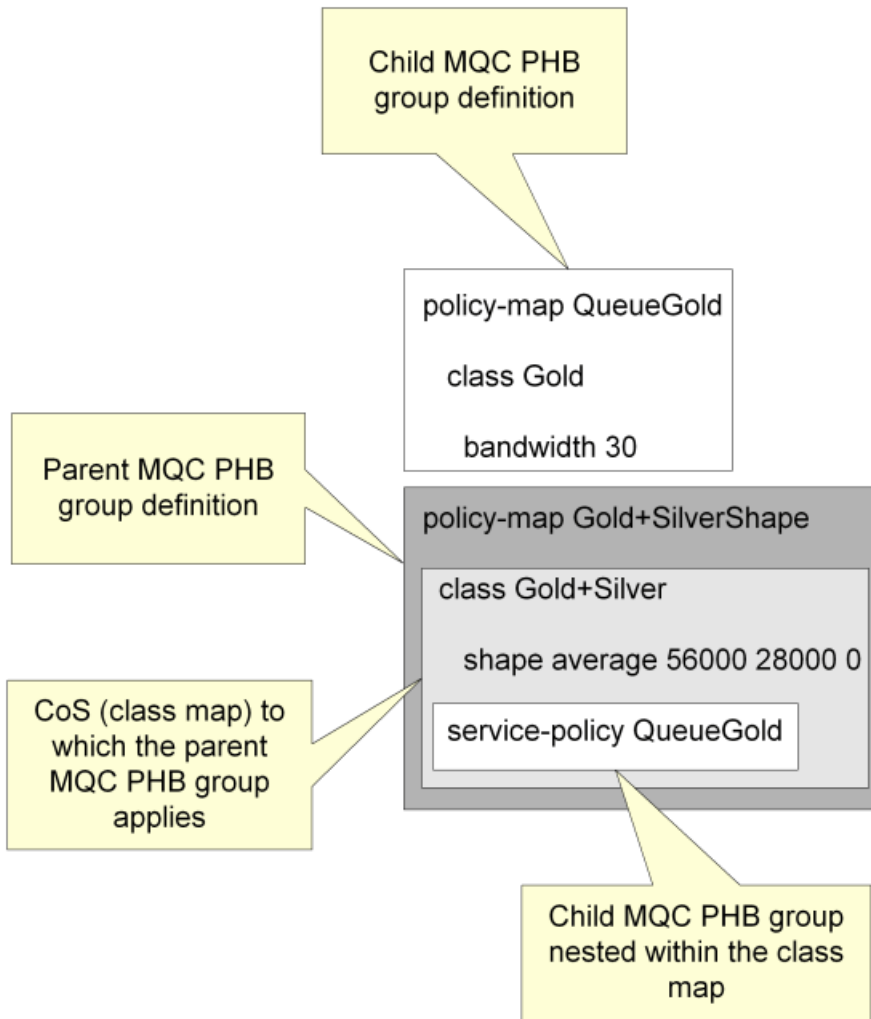 Child MQC PHB
group definition
policy-map QueueGold
class Gold
bandwidth 30
Parent MQC PHB
group definition
policy-map Gold+SilverShape
class Gold+Silver
shape average 56000 28000 0
CoS (class map) to
which the parent
MQC PHB group
applies
service-policy QueueGold
Child MQC PHB group
nested within the class
map